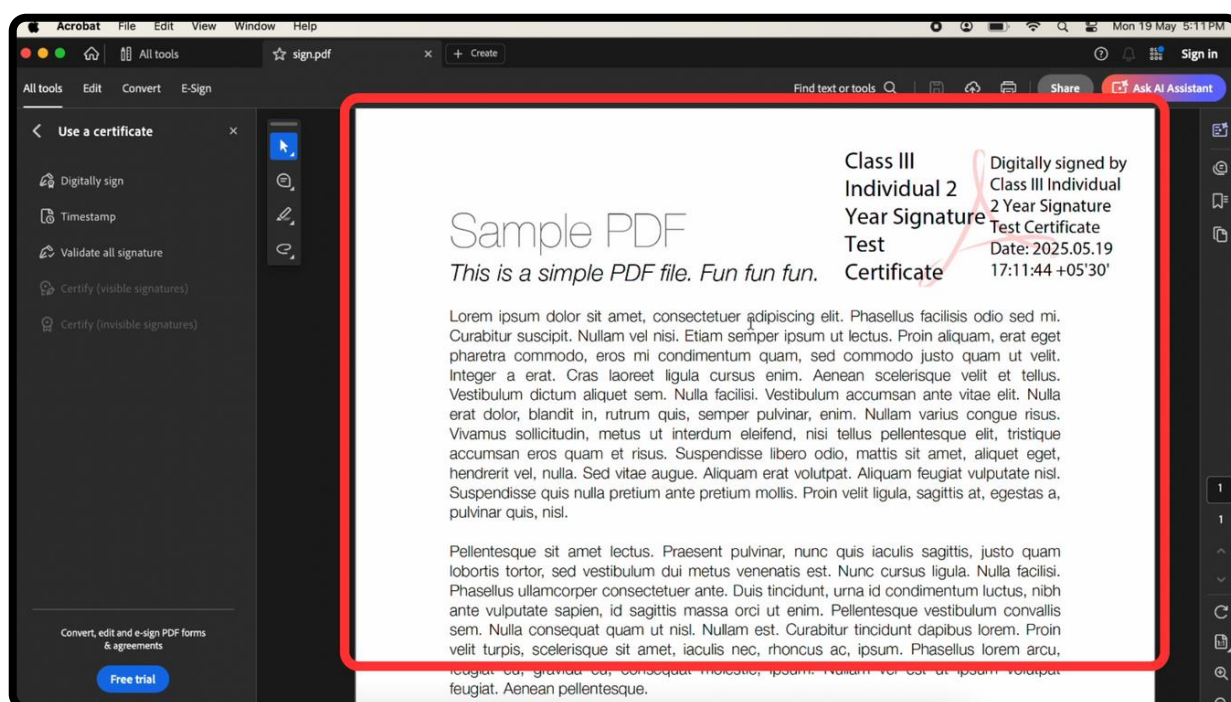 Acrobat File Edit View Window Help Mon 19 May 5:11 PM
All tools sign.pdf × + Create Sign in
All tools Edit Convert E-Sign Find text or tools Share Ask AI Assistant
Use a certificate ×
Digitally sign
Timestamp
Validate all signature
Certify (visible signatures)
Certify (invisible signatures)
Convert, edit and e-sign PDF forms
& agreements
Free trial
Class III
Individual 2
Year Signature
Test
Certificate
Digitally signed by
Class III Individual
2 Year Signature
Test Certificate
Date: 2025.05.19
17:11:44 +05'30'
Sample PDF
This is a simple PDF file. Fun fun fun.
Lorem ipsum dolor sit amet, consectetuer adipiscing elit. Phasellus facilisis odio sed mi.
Curabitur suscipit. Nullam vel nisi. Etiam semper ipsum ut lectus. Proin aliquam, erat eget
pharetra commodo, eros mi condimentum quam, sed commodo justo quam ut velit.
Integer a erat. Cras laoreet ligula cursus enim. Aenean scelerisque velit et tellus.
Vestibulum dictum aliquet sem. Nulla facilisi. Vestibulum accumsan ante vitae elit. Nulla
erat dolor, blandit in, rutrum quis, semper pulvinar, enim. Nullam varius congue risus.
Vivamus sollicitudin, metus ut interdum eleifend, nisi tellus pellentesque elit, tristique
accumsan eros quam et risus. Suspendisse libero odio, mattis sit amet, aliquet eget,
hendrerit vel, nulla. Sed vitae augue. Aliquam erat volutpat. Aliquam feugiat vulputate nisl.
Suspendisse quis nulla pretium ante pretium mollis. Proin velit ligula, sagittis at, egestas a,
pulvinar quis, nisl.
Pellentesque sit amet lectus. Praesent pulvinar, nunc quis iaculis sagittis, justo quam
lobortis tortor, sed vestibulum dui metus venenatis est. Nunc cursus ligula. Nulla facilisi.
Phasellus ullamcorper consectetuer ante. Duis tincidunt, urna id condimentum luctus, nibh
ante vulputate sapien, id sagittis massa orci ut enim. Pellentesque vestibulum convallis
sem. Nulla consequat quam ut nisl. Nullam est. Curabitur tincidunt dapibus lorem. Proin
velit turpis, scelerisque sit amet, iaculis nec, rhoncus ac, ipsum. Phasellus lorem arcu,
feugiat. Aenean pellentesque.
1
1